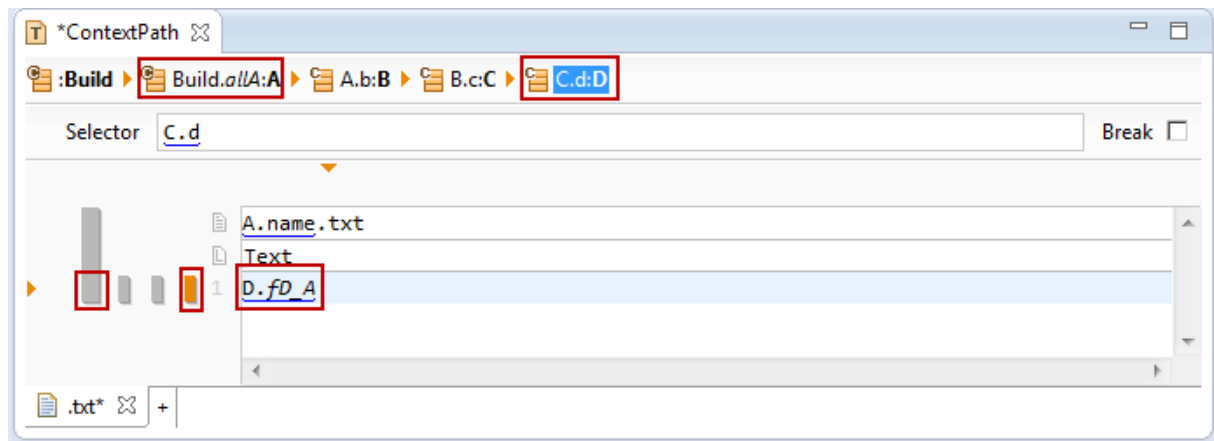 *ContextPath
:Build Build.allA:A A.b:B B.c:C C.d:D
Selector C.d Break
A.name.txt
Text
1 D.fD_A
.txt* +